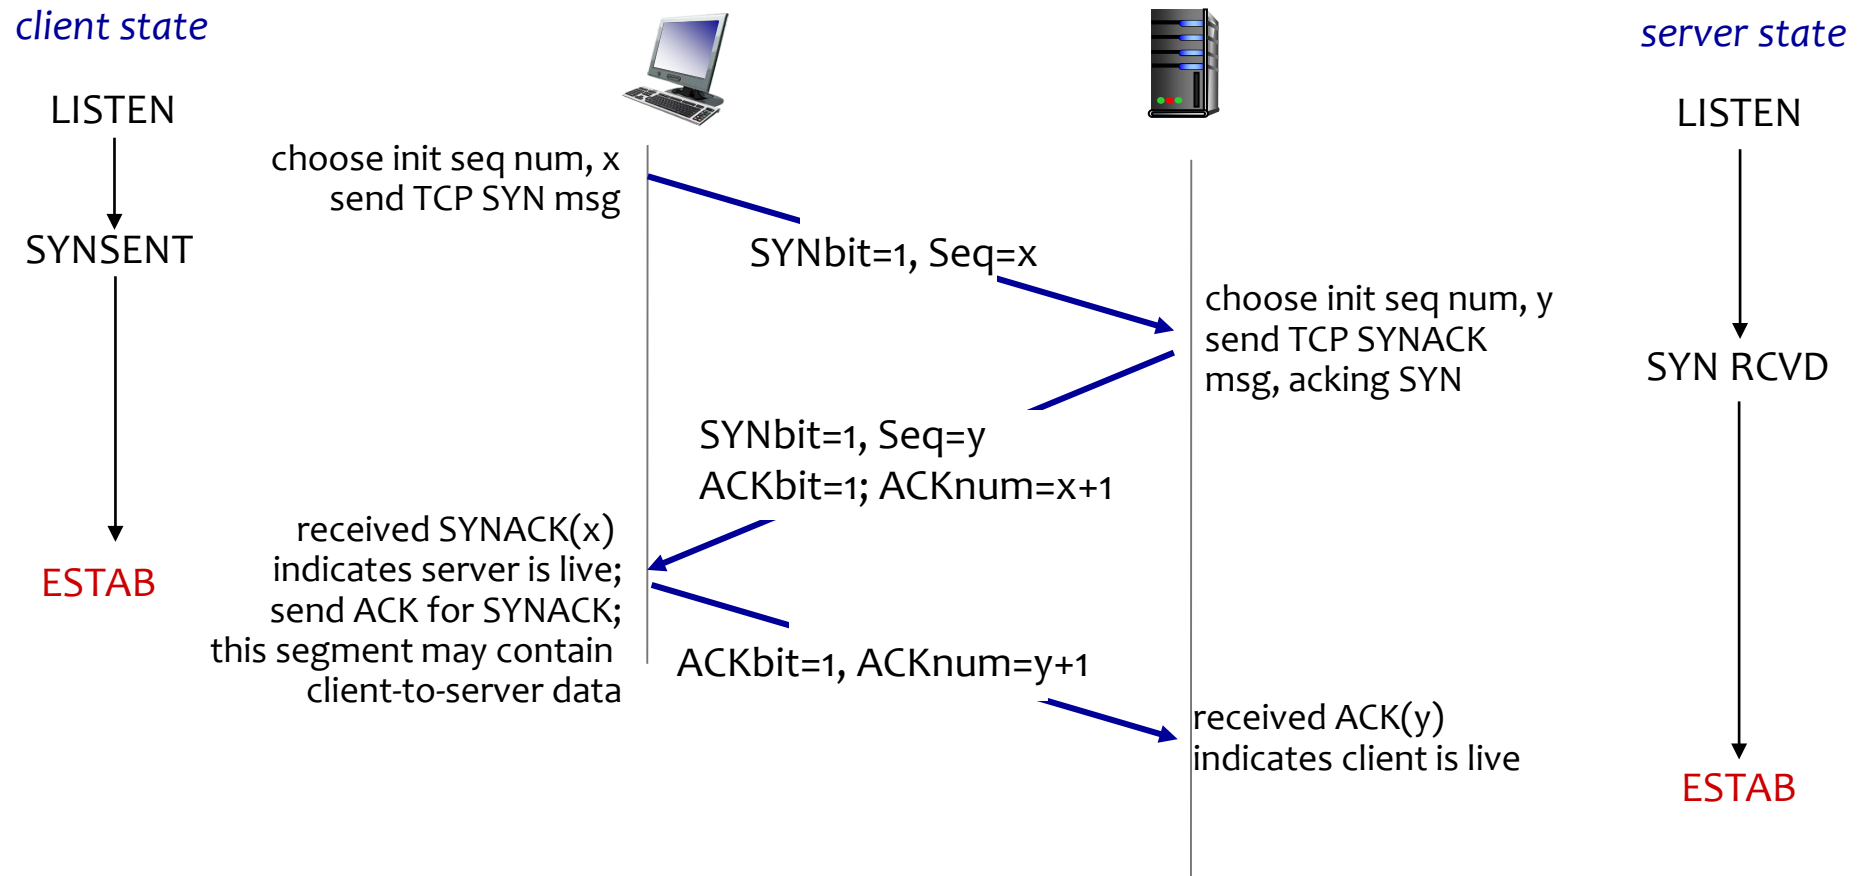 client state
server state
LISTEN
LISTEN
choose init seq num, x
send TCP SYN msg
SYNSENT
SYNbit=1, Seq=x
choose init seq num, y
send TCP SYNACK
msg, acking SYN
SYN RCVD
SYNbit=1, Seq=y
ACKbit=1; ACKnum=x+1
received SYNACK(x)
indicates server is live;
send ACK for SYNACK;
this segment may contain
client-to-server data
ESTAB
ACKbit=1, ACKnum=y+1
received ACK(y)
indicates client is live
ESTAB